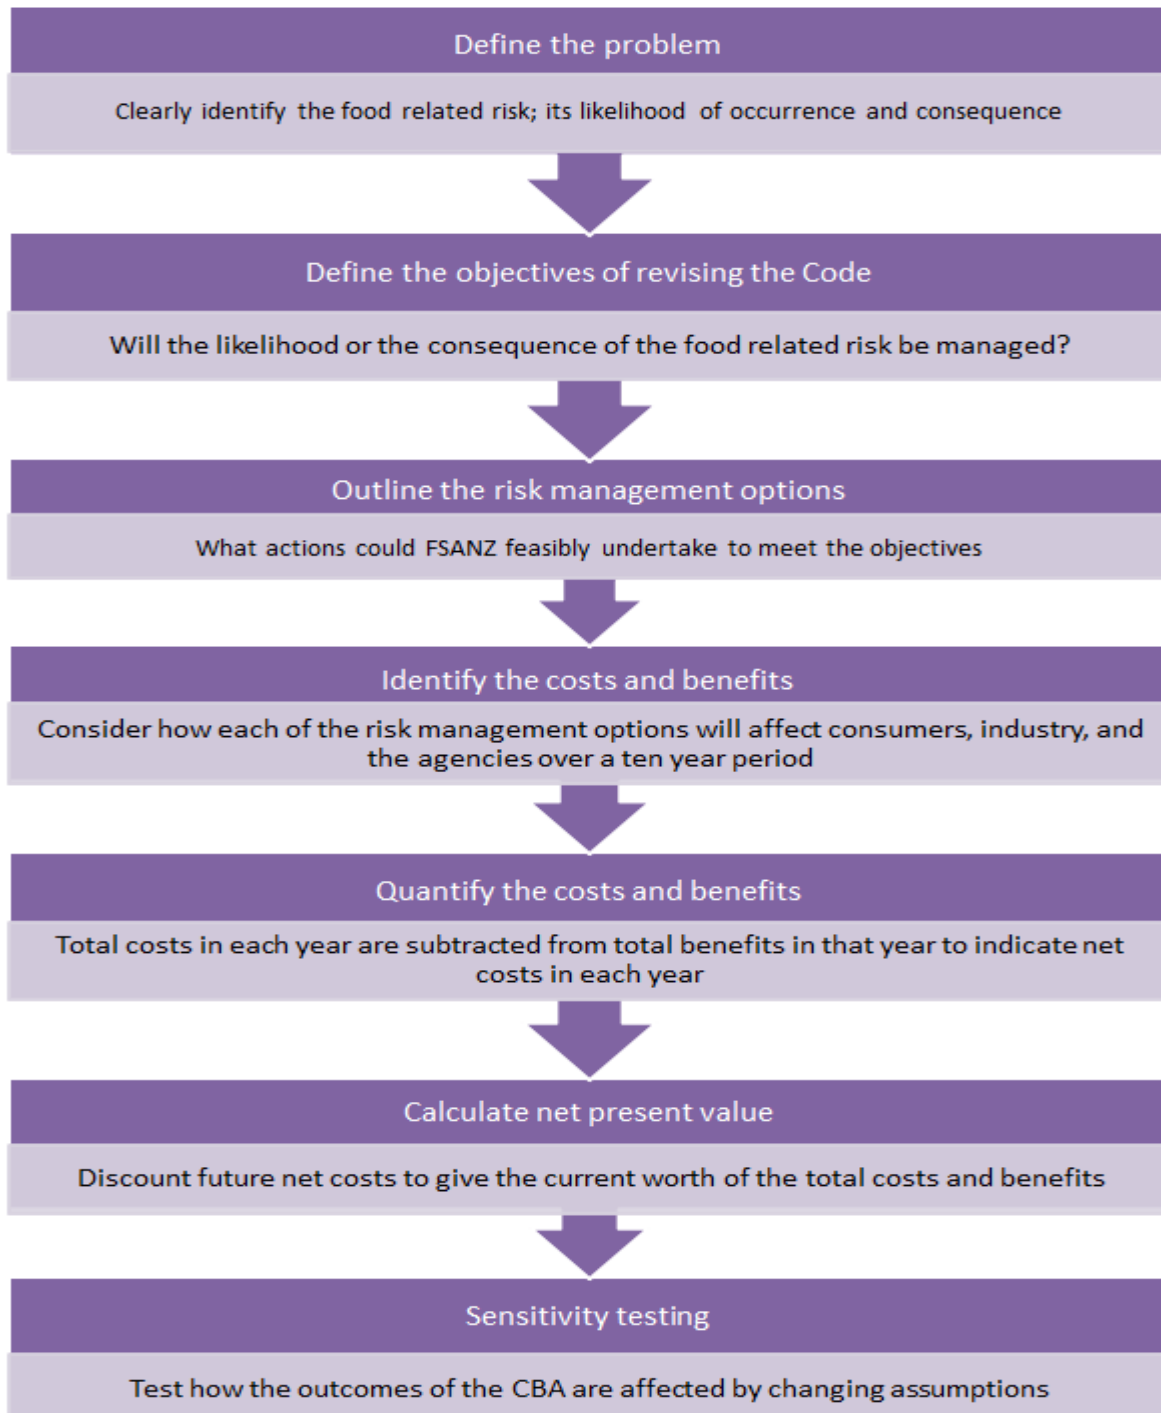 Define the problem
Clearly identify the food related risk; its likelihood of occurrence and consequence
Define the objectives of revising the Code
Will the likelihood or the consequence of the food related risk be managed?
Outline the risk management options
What actions could FSANZ feasibly undertake to meet the objectives
Identify the costs and benefits
Consider how each of the risk management options will affect consumers, industry, and
the agencies over a ten year period
Quantify the costs and benefits
Total costs in each year are subtracted from total benefits in that year to indicate net
costs in each year
Calculate net present value
Discount future net costs to give the current worth of the total costs and benefits
Sensitivity testing
Test how the outcomes of the CBA are affected by changing assumptions